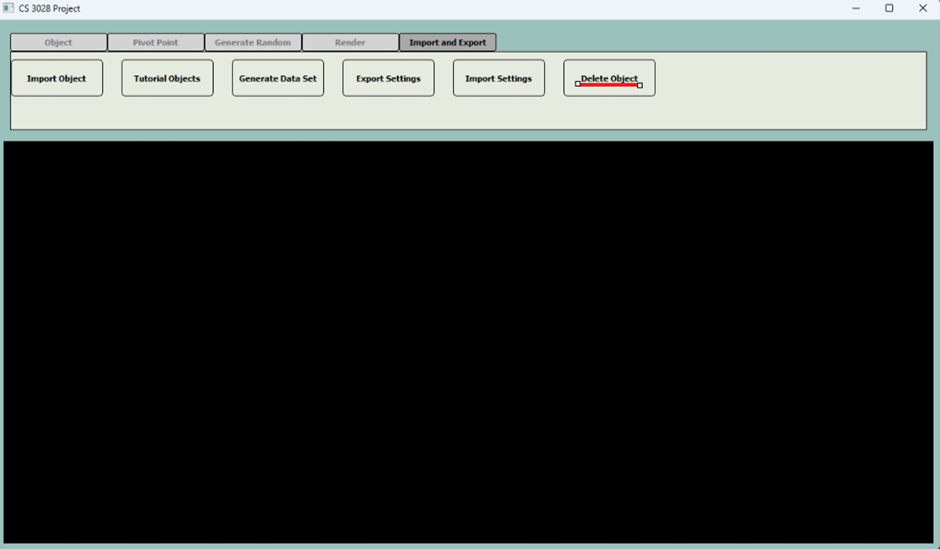 CS 3028 Project
Object Pivot Point Generate Random Render Import and Export
Import Object Tutorial Objects Generate Data Set Export Settings Import Settings Delete Object